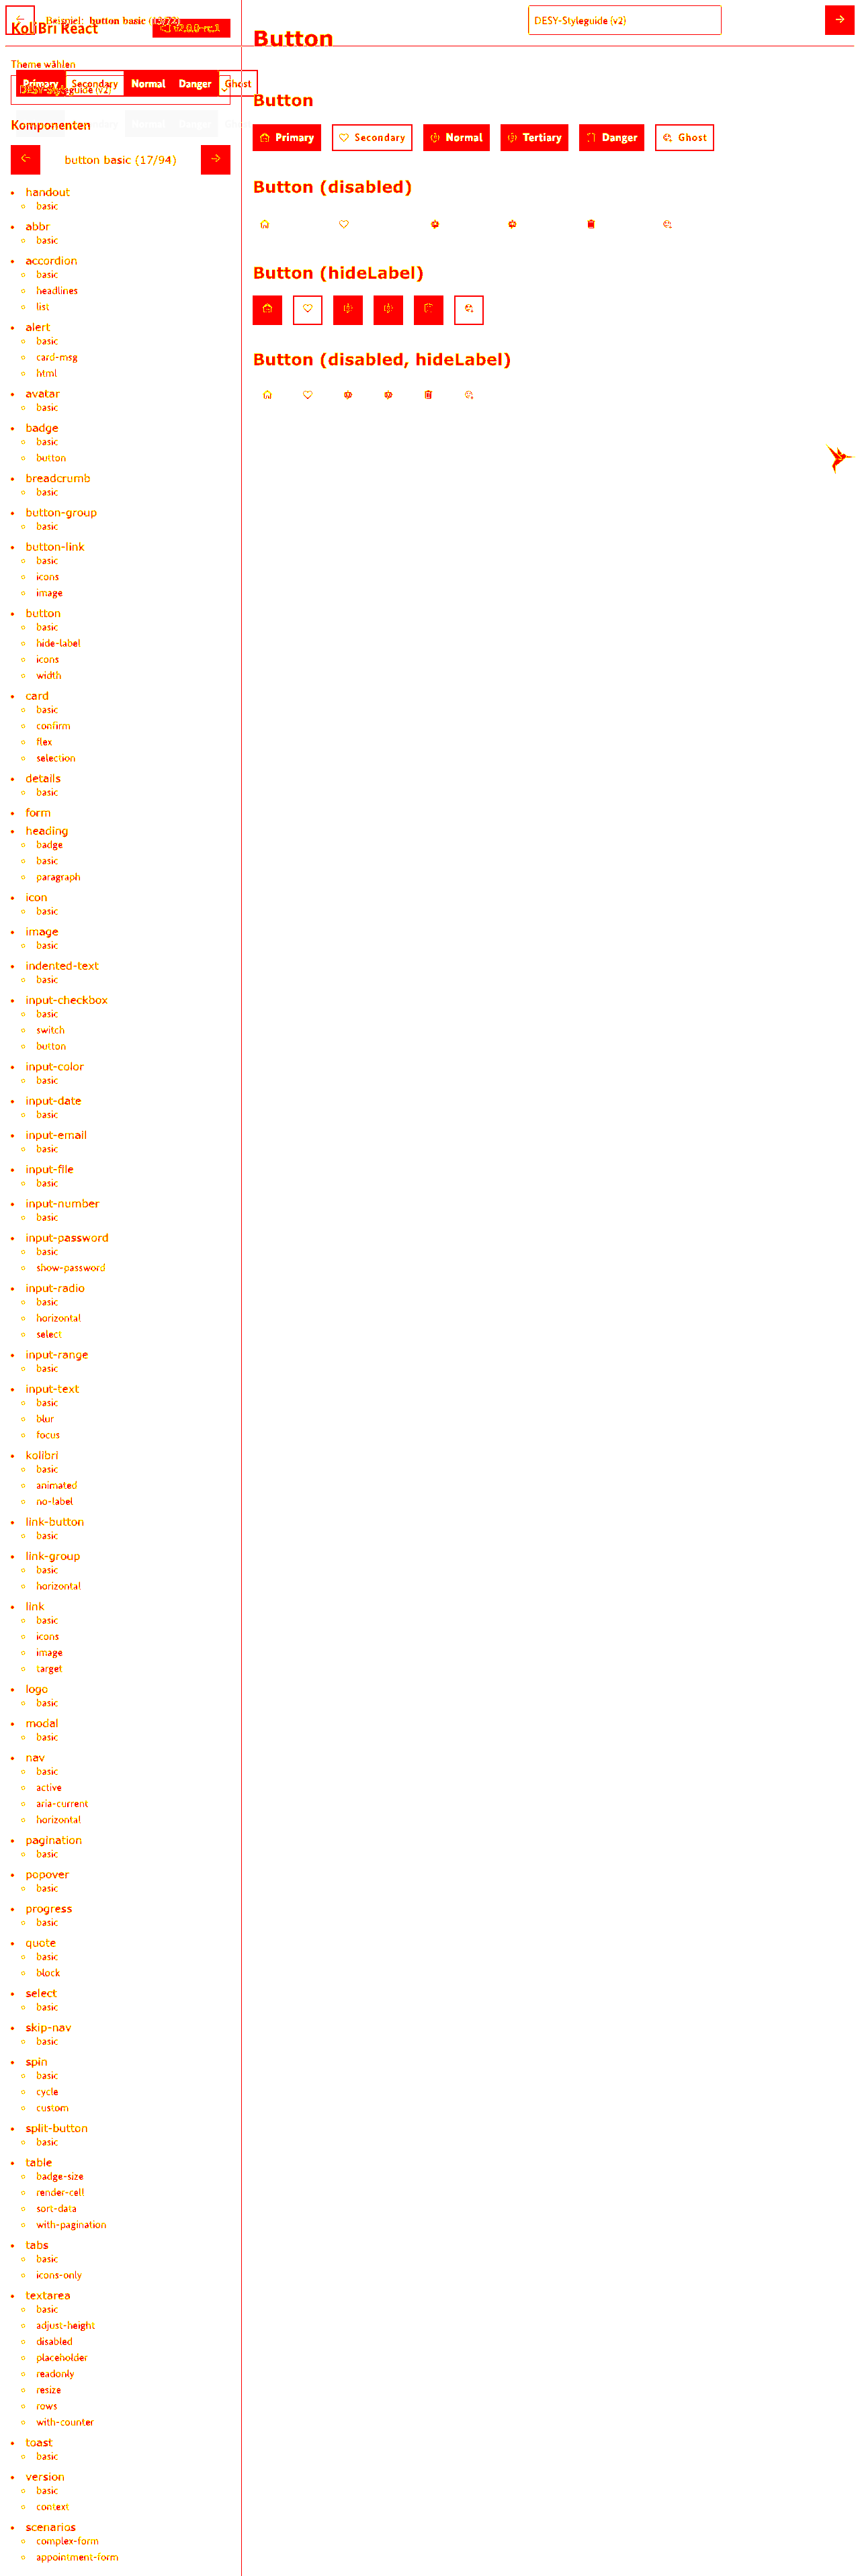 Beispiel: button basic (13/72)
DESY-Styleguide (v2)
KoliBri React
v2.0.0-rc.1
Button
Theme wählen
Primary Secondary Normal Danger Ghost
DESY-Styleguide (v2)
Button
Komponenten
Primary Secondary Normal Tertiary Danger Ghost
button basic (17/94)
Button (disabled)
Button (hideLabel)
Button (disabled, hideLabel)
handout
basic
abbr
basic
accordion
basic
headlines
list
alert
basic
card-msg
html
avatar
basic
badge
basic
button
breadcrumb
basic
button-group
basic
button-link
basic
icons
image
button
basic
hide-label
icons
width
card
basic
confirm
flex
selection
details
basic
form
heading
badge
basic
paragraph
icon
basic
image
basic
indented-text
basic
input-checkbox
basic
switch
button
input-color
basic
input-date
basic
input-email
basic
input-file
basic
input-number
basic
input-password
basic
show-password
input-radio
basic
horizontal
select
input-range
basic
input-text
basic
blur
focus
kolibri
basic
animated
no-label
link-button
basic
link-group
basic
horizontal
link
basic
icons
image
target
logo
basic
modal
basic
nav
basic
active
aria-current
horizontal
pagination
basic
popover
basic
progress
basic
quote
basic
block
select
basic
skip-nav
basic
spin
basic
cycle
custom
split-button
basic
table
badge-size
render-cell
sort-data
with-pagination
tabs
basic
icons-only
textarea
basic
adjust-height
disabled
placeholder
readonly
resize
rows
with-counter
toast
basic
version
basic
context
scenarios
complex-form
appointment-form